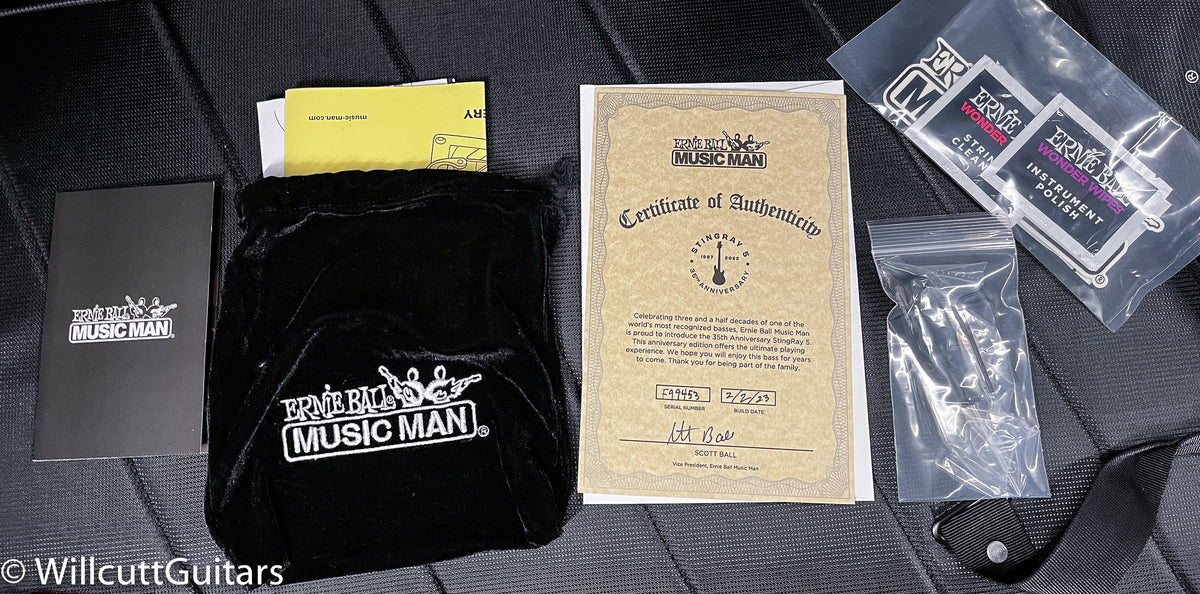 ERNIE BALL
MUSIC MAN®
music-man.com
ERY
ERNIE BALL®
MUSIC MAN®
ERNIE BALL
MUSIC MAN
Certificate of Authenticity
STINGRAY 5
1987 2022
35TH ANNIVERSARY
Celebrating three and a half decades of one of the
world's most recognized basses, Ernie Ball Music Man
is proud to introduce the 35th Anniversary StingRay 5.
This anniversary edition offers the ultimate playing
experience. We hope you will enjoy this bass for years
to come. Thank you for being part of the family.
F99453 2/2/23
SERIAL NUMBER BUILD DATE
SCOTT BALL
Vice President, Ernie Ball Music Man
ERNIE
M
ERNIE
WONDER
STRIN
CLEAN
ERNIE BALL
WONDER WIPES
INSTRUMENT
POLISH
®
®
© WillcuttGuitars